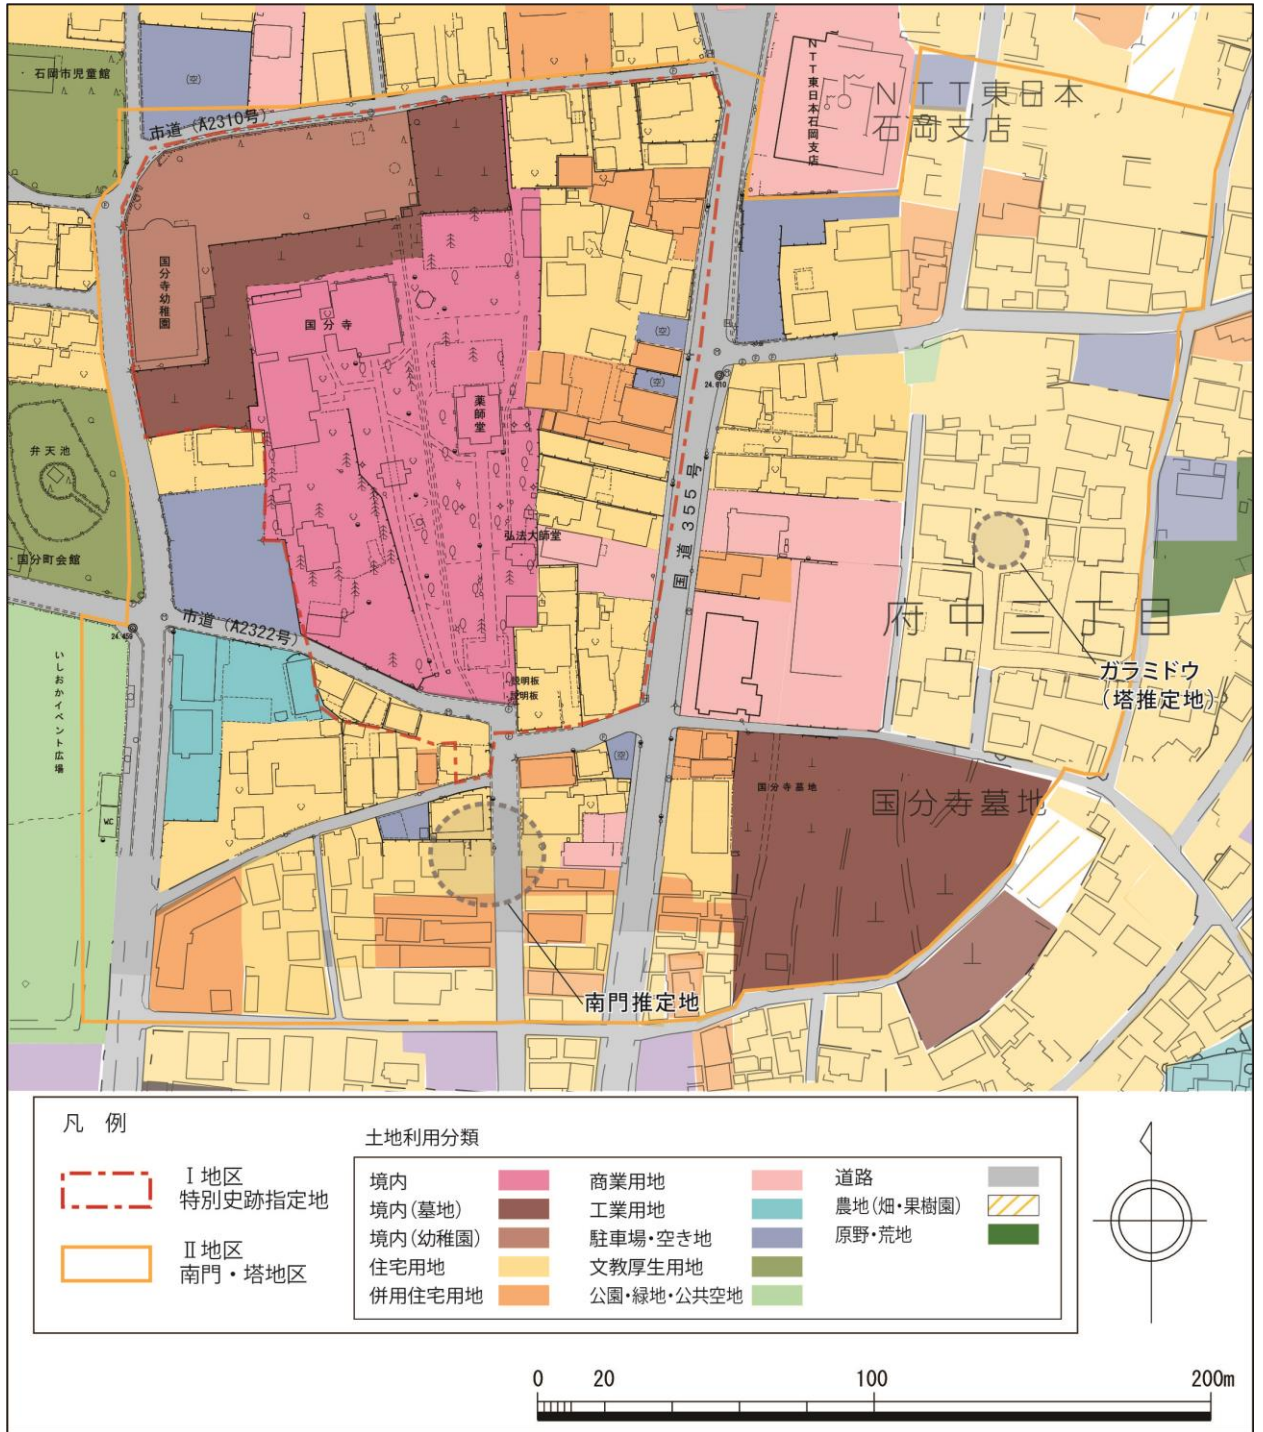 石岡市児童館
(空)
市道（A2310号）
NTT東日本石岡支店
NTT東日本
石岡支店
国分寺幼稚園
国分寺
薬師堂
(空)
(空)
24.610
弁天池
国分町会館
弘法大師堂
国道355号
府中二丁目
ガラミドウ
（塔推定地）
市道（A2322号）
24.456
いしおかイベント広場
説明板
説明板
(空)
国分寺墓地
国分寺墓地
WC
南門推定地
凡　例
Ⅰ地区
特別史跡指定地
Ⅱ地区
南門・塔地区
土地利用分類
境内
境内(墓地)
境内(幼稚園)
住宅用地
併用住宅用地
商業用地
工業用地
駐車場・空き地
文教厚生用地
公園・緑地・公共空地
道路
農地(畑・果樹園)
原野・荒地
0 20 100 200m